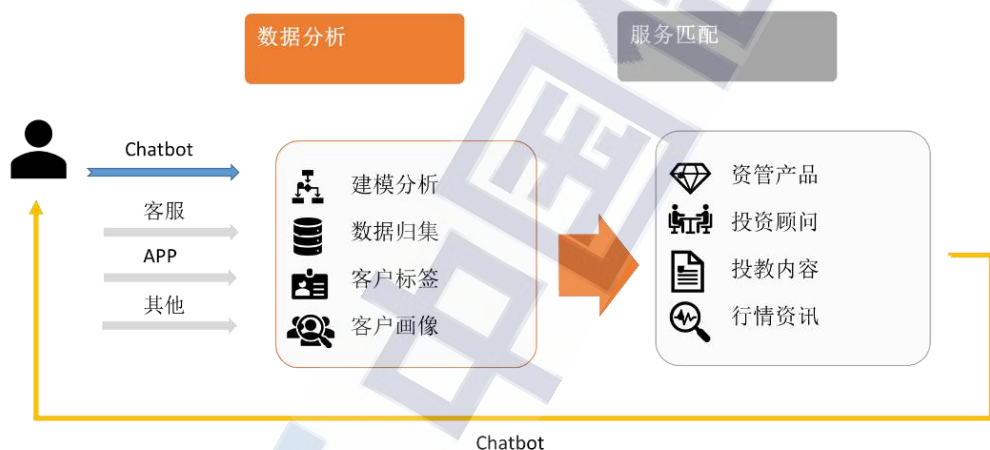 数据分析
服务匹配
Chatbot
客服
APP
其他
建模分析
数据归集
客户标签
客户画像
资管产品
投资顾问
投教内容
行情资讯
Chatbot